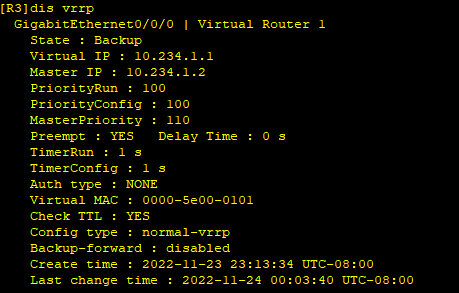 [R3]dis vrrp
GigabitEthernet0/0/0 | Virtual Router 1
State : Backup
Virtual IP : 10.234.1.1
Master IP : 10.234.1.2
PriorityRun : 100
PriorityConfig : 100
MasterPriority : 110
Preempt : YES   Delay Time : 0 s
TimerRun : 1 s
TimerConfig : 1 s
Auth type : NONE
Virtual MAC : 0000-5e00-0101
Check TTL : YES
Config type : normal-vrrp
Backup-forward : disabled
Create time : 2022-11-23 23:13:34 UTC-08:00
Last change time : 2022-11-24 00:03:40 UTC-08:00